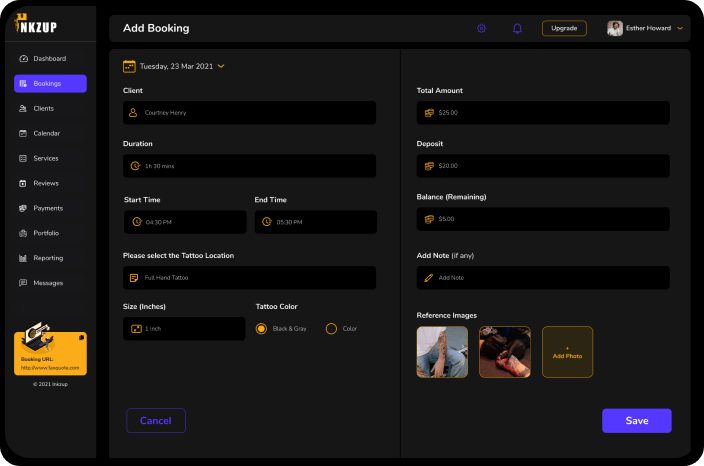 INKZUP
Add Booking
Upgrade
Esther Howard
Dashboard
Bookings
Clients
Calendar
Services
Reviews
Payments
Portfolio
Reporting
Messages
Booking URL:
http://www.fuxquote.com
© 2021 Inkzup
Tuesday, 23 Mar 2021
Client
Courtney Henry
Duration
1h 30 mins
Start Time
End Time
04:30 PM
05:30 PM
Please select the Tattoo Location
Full Hand Tattoo
Size (Inches)
Tattoo Color
1 Inch
Black & Gray
Color
Cancel
Total Amount
$25.00
Deposit
$20.00
Balance (Remaining)
$5.00
Add Note (if any)
Add Note
Reference Images
+
Add Photo
Save